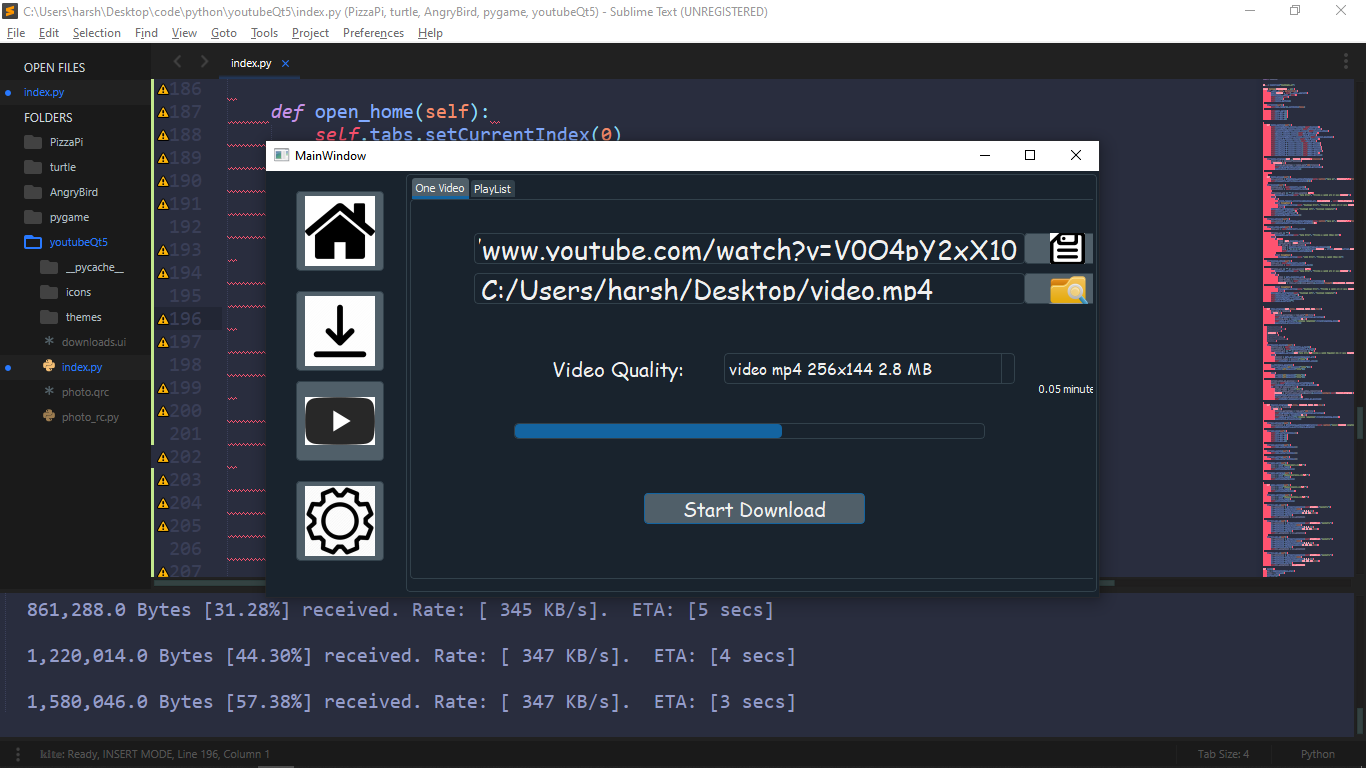 C:\Users\harsh\Desktop\code\python\youtubeQt5\index.py (PizzaPi, turtle, AngryBird, pygame, youtubeQt5) - Sublime Text (UNREGISTERED)
File Edit Selection Find View Goto Tools Project Preferences Help
OPEN FILES
index.py
FOLDERS
PizzaPi
turtle
AngryBird
pygame
youtubeQt5
__pycache__
icons
themes
downloads.ui
index.py
photo.qrc
photo_rc.py
index.py
186
187 def open_home(self):
188 self.tabs.setCurrentIndex(0)
189
190
191
192
193
194
195
196
197
198
199
200
201
202
203
204
205
206
207
MainWindow
One Video PlayList
www.youtube.com/watch?v=V0O4pY2xX10
C:/Users/harsh/Desktop/video.mp4
Video Quality: video mp4 256x144 2.8 MB
0.05 minute
Start Download
861,288.0 Bytes [31.28%] received. Rate: [ 345 KB/s].  ETA: [5 secs]
1,220,014.0 Bytes [44.30%] received. Rate: [ 347 KB/s].  ETA: [4 secs]
1,580,046.0 Bytes [57.38%] received. Rate: [ 347 KB/s].  ETA: [3 secs]
kite: Ready, INSERT MODE, Line 196, Column 1 Tab Size: 4 Python